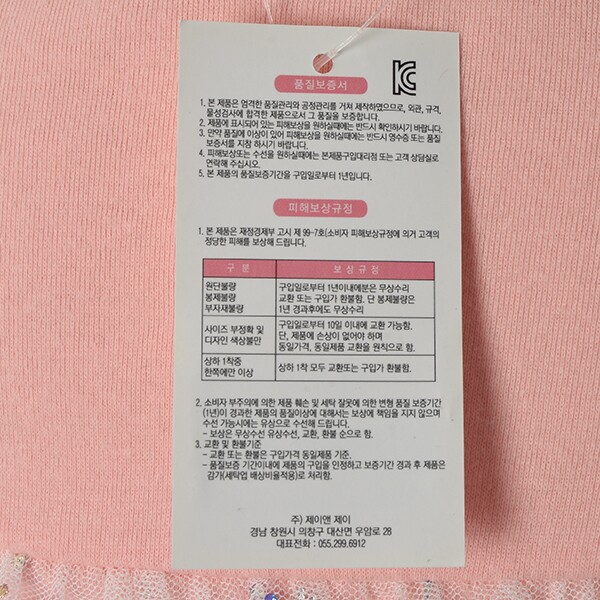 품질보증서
1. 본 제품은 엄격한 품질관리와 공정관리를 거쳐 제작하였으므로, 외관, 규격,
물성검사에 합격한 제품으로서 그 품질을 보증합니다.
2. 제품에 표시되어 있는 피해보상을 원하실때에는 반드시 확인하시기 바랍니다.
3. 만약 품질에 이상이 있어 피해보상을 원하실때에는 반드시 영수증 또는 품질
보증서를 지참 하시기 바랍니다.
4. 피해보상또는 수선을 원하실때에는 본제품구입대리점 또는 고객 상담실로
연락해 주십시오.
5. 본 제품의 품질보증기간을 구입일로부터 1년입니다.
피해보상규정
1. 본 제품은 재정경제부 고시 제 99-7호(소비자 피해보상규정에 의거 고객의
정당한 피해를 보상해 드립니다.
구 분 보 상 규 정
원단불량 구입일로부터 1년이내에분은 무상수리
봉제불량 교환 또는 구입가 환불함. 단 봉제불량은
부자재불량 1년 경과후에도 무상수리
사이즈 부정확 및 구입일로부터 10일 이내에 교환 가능함.
디자인 색상불만 단, 제품에 손상이 없어야 하며
동일가격, 동일제품 교환을 원칙으로 함.
상하 1착중 상하 1착 모두 교환또는 구입가 환불함.
한쪽에만 이상
2. 소비자 부주의에 의한 제품 훼손 및 세탁 잘못에 의한 변형 품질 보증기간
(1년)이 경과한 제품의 품질이상에 대해서는 보상에 책임을 지지 않으며
수선 가능시에는 유상으로 수선해 드립니다.
- 보상은 무상수선 유상수선, 교환, 환불 순으로 함.
3. 교환 및 환불기준
- 교환 또는 환불은 구입가격 동일제품 기준.
- 품질보증 기간이내에 제품의 구입을 인정하고 보증기간 경과 후 제품은
감가(세탁업 배상비율적용)로 처리함.
주) 제이앤 제이
경남 창원시 의창구 대산면 우암로 28
대표전화 : 055.299.6912